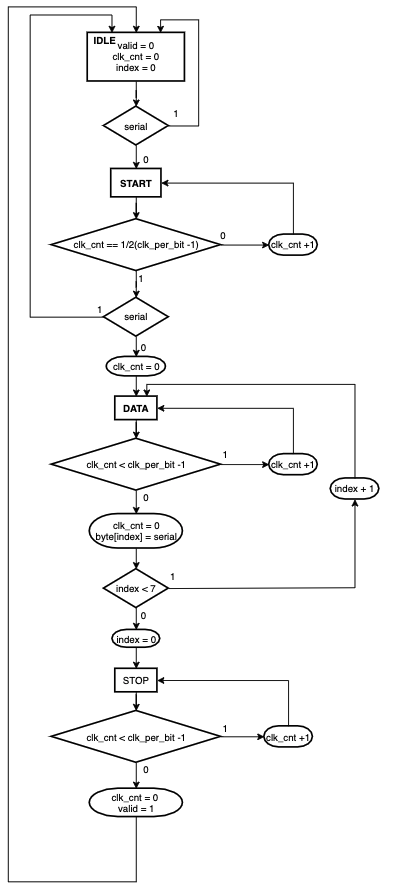 IDLE
valid = 0
clk_cnt = 0
index = 0
1
serial
0
START
clk_cnt == 1/2(clk_per_bit -1)
0
clk_cnt +1
1
1
serial
0
clk_cnt = 0
DATA
clk_cnt < clk_per_bit -1
1
clk_cnt +1
index + 1
0
clk_cnt = 0
byte[index] = serial
index < 7
1
0
index = 0
STOP
clk_cnt < clk_per_bit -1
1
clk_cnt +1
0
clk_cnt = 0
valid = 1